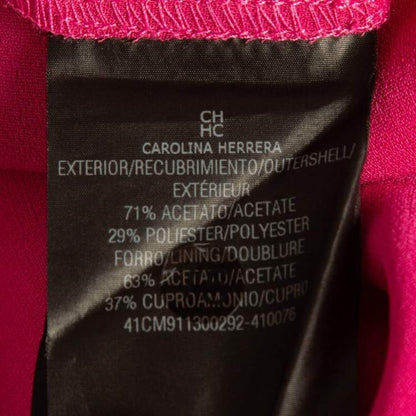 CH
HC
CAROLINA HERRERA
EXTERIOR/RECUBRIMIENTO/OUTERSHELL/
EXTÉRIEUR
71% ACETATO/ACETATE
29% POLIESTER/POLYESTER
FORRO/LINING/DOUBLURE
63% ACETATO/ACETATE
37% CUPROAMONIO/CUPRO
41CM911300292-410076